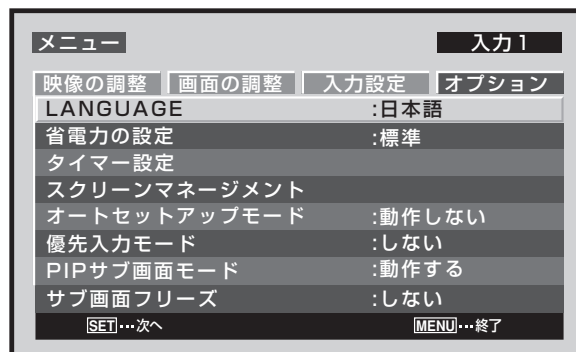 メニュー 入力1
映像の調整 画面の調整 入力設定 オプション
LANGUAGE :日本語
省電力の設定 :標準
タイマー設定
スクリーンマネージメント
オートセットアップモード :動作しない
優先入力モード :しない
PIPサブ画面モード :動作する
サブ画面フリーズ :しない
SET…次へ MENU…終了